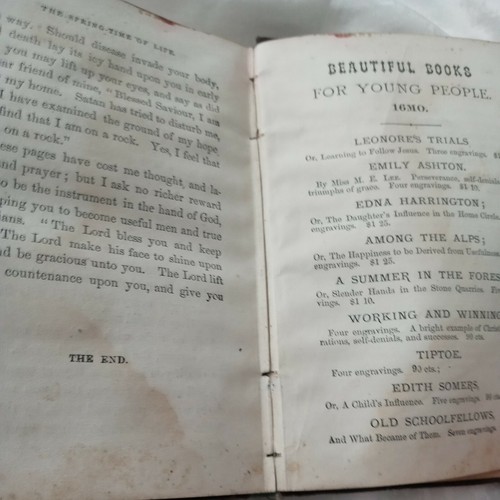 THE SPRING-TIME OF LIFE.
way. Should disease invade your body,
death lay its icy hand upon you in early
you may lift up your eyes, and say as did
ar friend of mine, "Blessed Saviour, I am
my home. Satan has tried to disturb me,
I have examined the ground of my hope
find that I am on a rock. Yes, I feel that
on a rock."
ese pages have cost me thought, and la-
nd prayer; but I ask no richer reward
o be the instrument in the hand of God,
ping you to become useful men and true
ians. "The Lord bless you and keep
The Lord make his face to shine upon
nd be gracious unto you. The Lord lift
countenance upon you, and give you
THE END.
BEAUTIFUL BOOKS
FOR YOUNG PEOPLE.
16MO.
LEONORE'S TRIALS
Or, Learning to Follow Jesus. Three engravings.
EMILY ASHTON.
By Miss M. E. Lee. Perseverance, self-denial
triumphs of grace. Four engravings. $1 10.
EDNA HARRINGTON;
Or, The Daughter's Influence in the Home Circle.
engravings. $1 25.
AMONG THE ALPS;
Or, The Happiness to be Derived from Usefulness.
engravings. $1 25.
A SUMMER IN THE FORES
Or, Slender Hands in the Stone Quarries.
vings. $1 10.
WORKING AND WINNING
Four engravings. A bright example of Christ
rations, self-denials, and successes. 90 cts.
TIPTOE.
Four engravings. 90 cts.;
EDITH SOMERS,
Or, A Child's Influence. Five engravings.
OLD SCHOOLFELLOWS,
And What Became of Them. Seven engravings